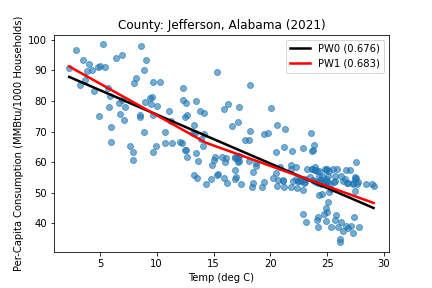 County: Jefferson, Alabama (2021)
PW0 (0.676)
PW1 (0.683)
Per-Capita Consumption (MMBtu/1000 Households)
100
90
80
70
60
50
40
5
10
15
20
25
30
Temp (deg C)